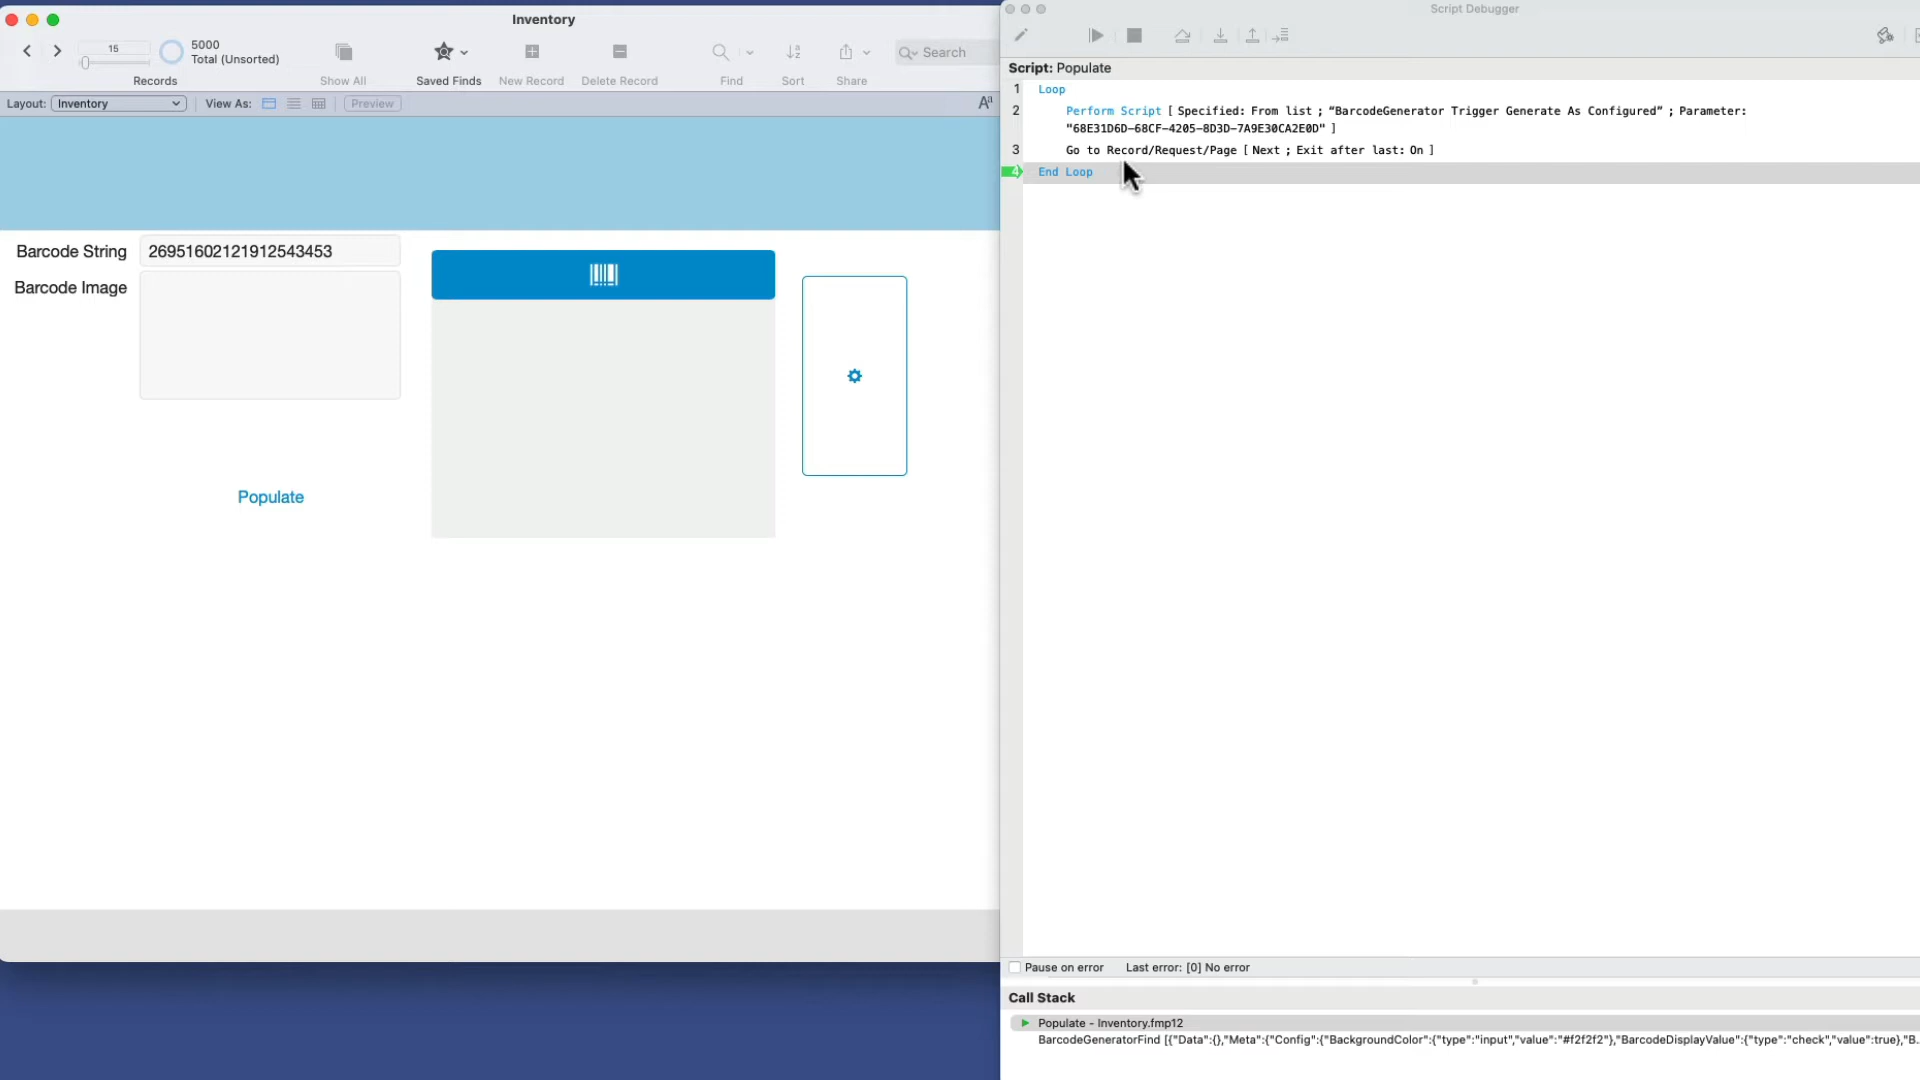 Inventory
15
5000
Total (Unsorted)
Records
Show All
Saved Finds
New Record
Delete Record
Find
Sort
Share
Search
Layout: Inventory
View As:
Preview
Aª
Barcode String
26951602121912543453
Barcode Image
Populate
Script Debugger
Script: Populate
1 Loop
2 Perform Script [ Specified: From list ; “BarcodeGenerator Trigger Generate As Configured” ; Parameter:
"68E31D6D-68CF-4205-8D3D-7A9E30CA2E0D" ]
3 Go to Record/Request/Page [ Next ; Exit after last: On ]
4 End Loop
Pause on error
Last error: [0] No error
Call Stack
Populate - Inventory.fmp12
BarcodeGeneratorFind [{"Data":{},"Meta":{"Config":{"BackgroundColor":{"type":"input","value":"#f2f2f2"},"BarcodeDisplayValue":{"type":"check","value":true},"B...